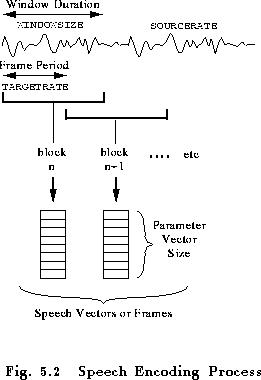 Window Duration
WINDOWSIZE SOURCERATE
Frame Period
TARGETRATE
block block .... etc
n n+1
Parameter
Vector
Size
Speech Vectors or Frames
Fig. 5.2 Speech Encoding Process